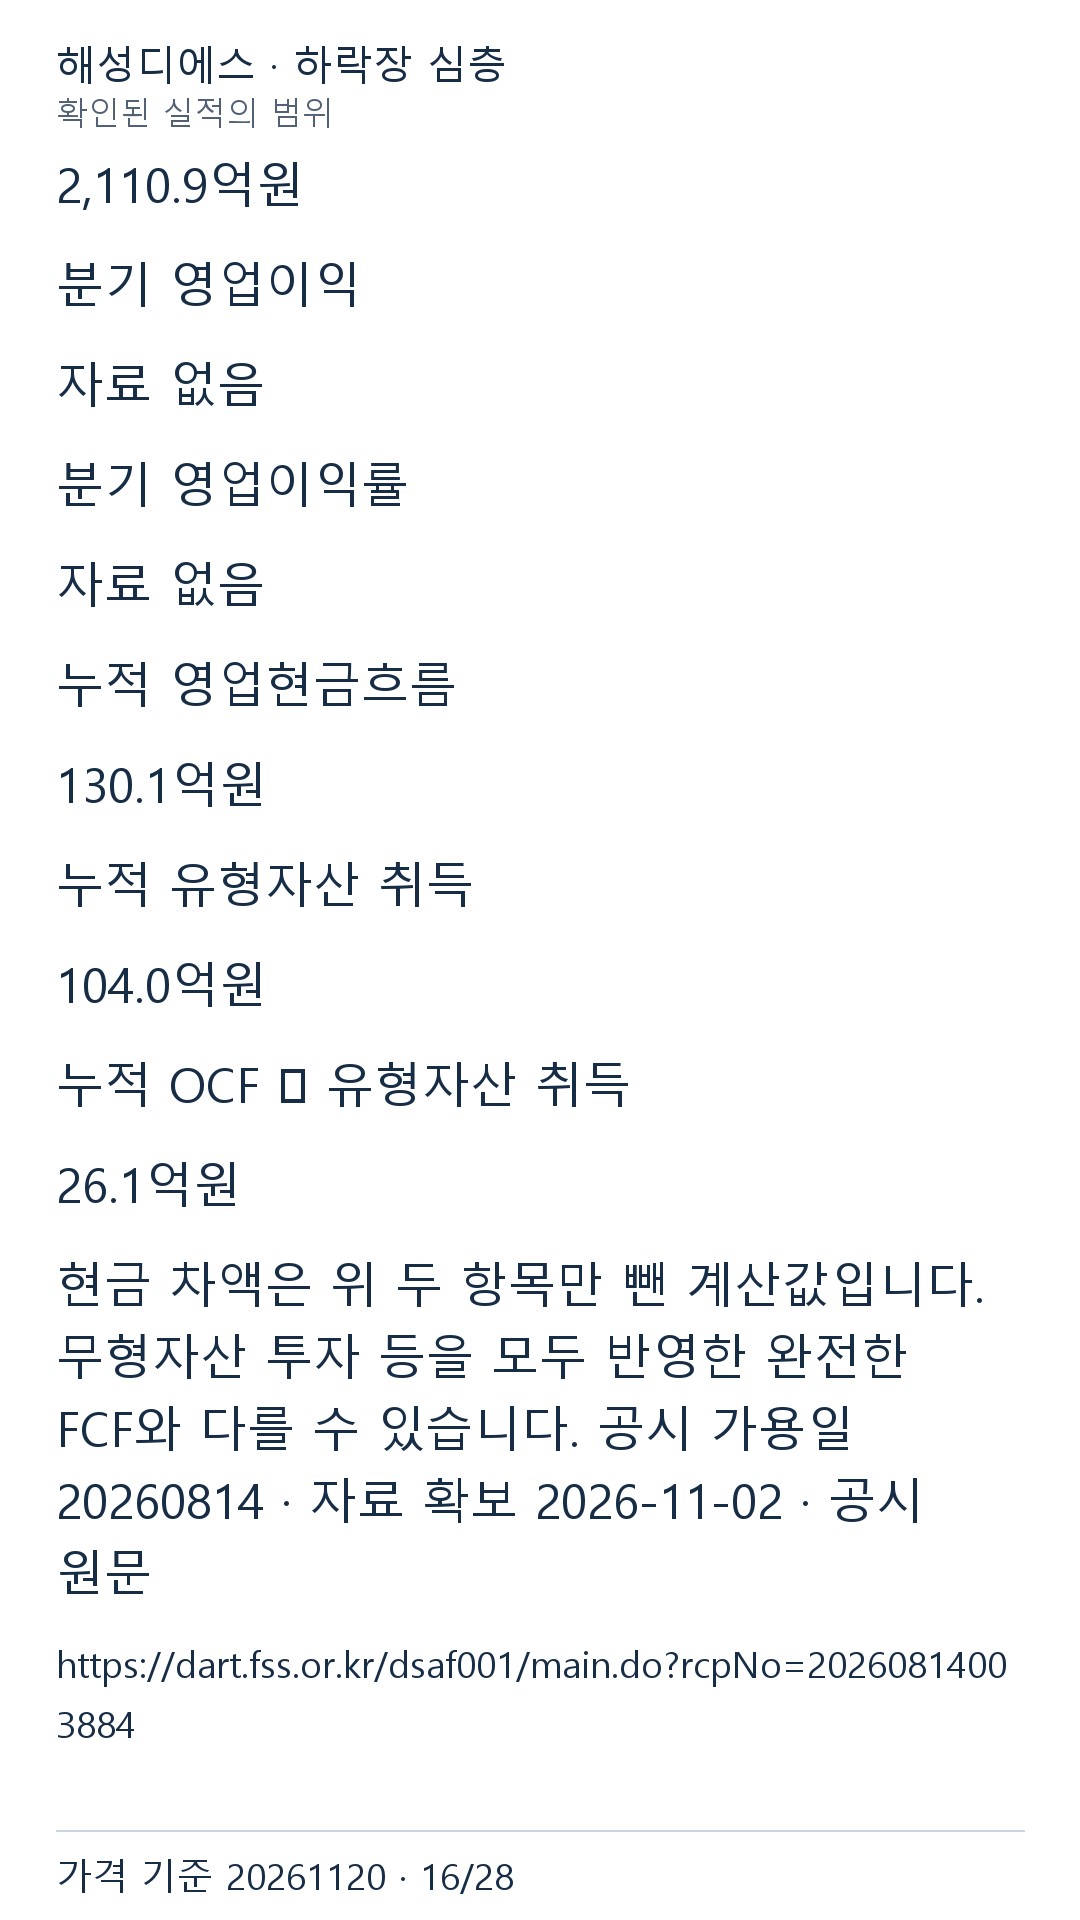 해성디에스 · 하락장 심층
확인된 실적의 범위
2,110.9억원
분기 영업이익
자료 없음
분기 영업이익률
자료 없음
누적 영업현금흐름
130.1억원
누적 유형자산 취득
104.0억원
누적 OCF ▯ 유형자산 취득
26.1억원
현금 차액은 위 두 항목만 뺀 계산값입니다.
무형자산 투자 등을 모두 반영한 완전한
FCF와 다를 수 있습니다. 공시 가용일
20260814 · 자료 확보 2026-11-02 · 공시
원문
https://dart.fss.or.kr/dsaf001/main.do?rcpNo=2026081400
3884
가격 기준 20261120 · 16/28